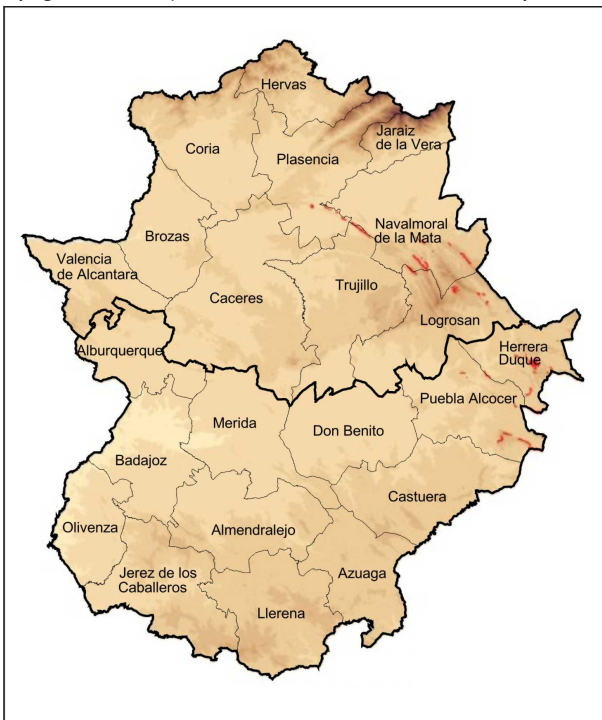 Hervas
Jaraiz
de la Vera
Coria
Plasencia
Navalmoral
de la Mata
Brozas
Valencia
de Alcantara
Trujillo
Caceres
Logrosan
Alburquerque
Herrera
Duque
Puebla Alcocer
Merida
Don Benito
Badajoz
Castuera
Olivenza
Almendralejo
Jerez de los
Caballeros
Azuaga
Llerena